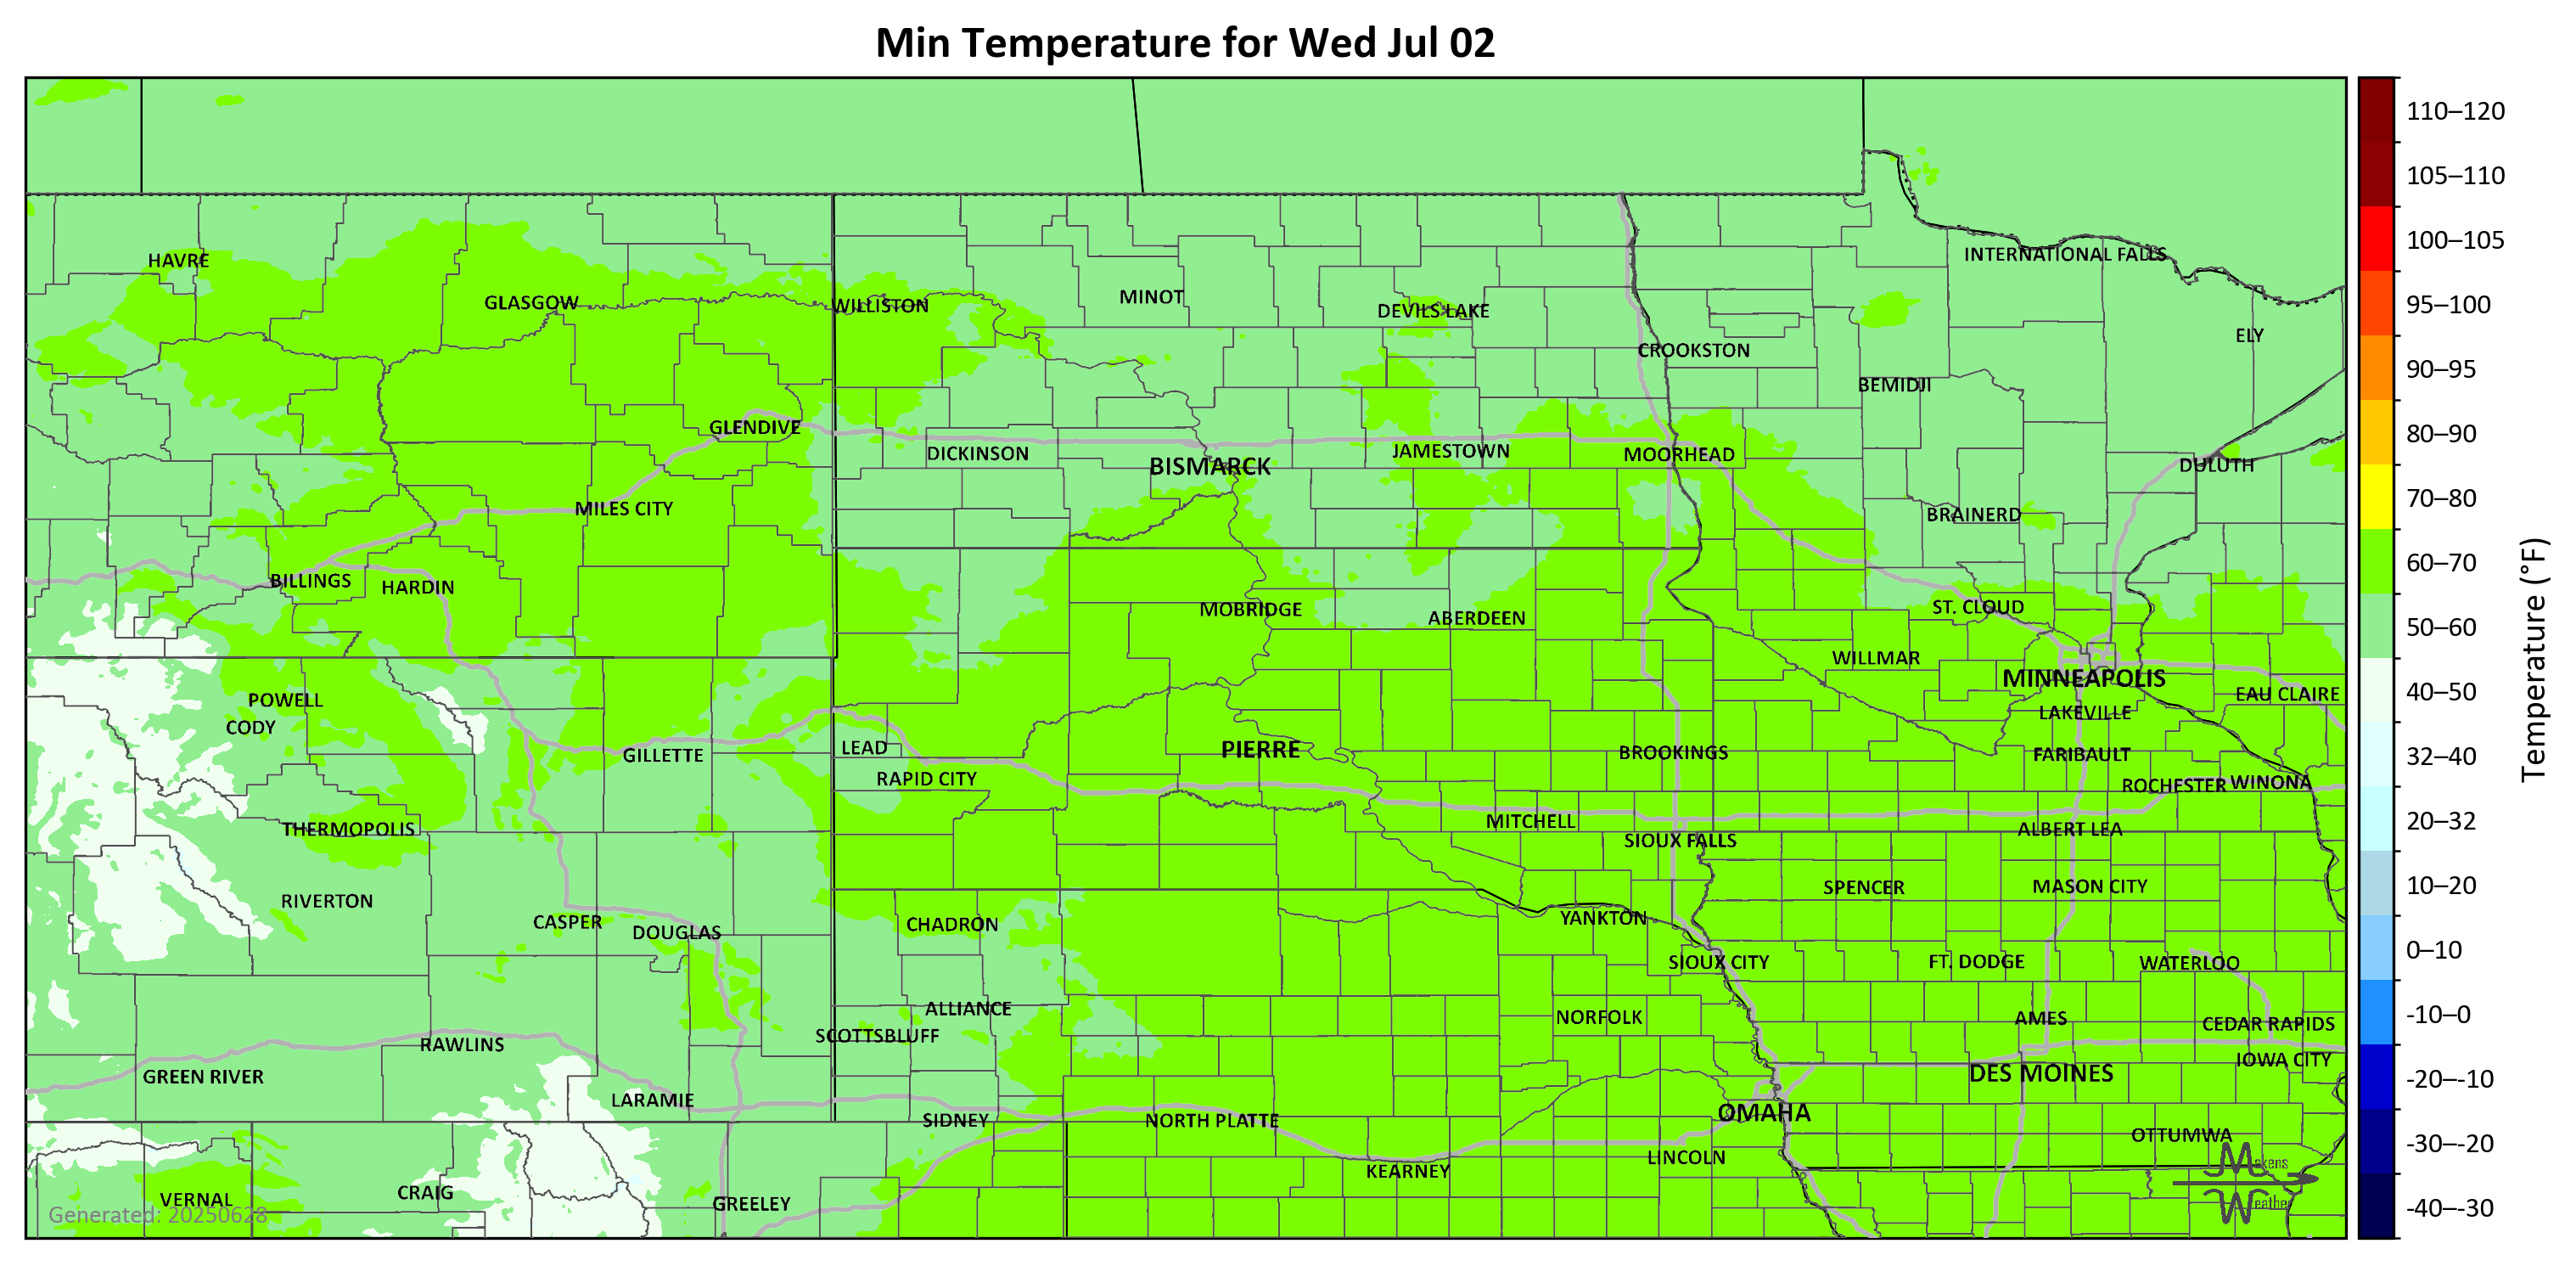 Min Temperature for Wed Jul 02
HAVRE
GLASGOW
WILLISTON
MINOT
DEVILS LAKE
INTERNATIONAL FALLS
CROOKSTON
ELY
BEMIDJI
GLENDIVE
DICKINSON
BISMARCK
JAMESTOWN
MOORHEAD
DULUTH
MILES CITY
BRAINERD
BILLINGS
HARDIN
MOBRIDGE
ABERDEEN
ST. CLOUD
WILLMAR
MINNEAPOLIS
EAU CLAIRE
POWELL
CODY
LAKEVILLE
GILLETTE
LEAD
PIERRE
BROOKINGS
FARIBAULT
RAPID CITY
ROCHESTER
WINONA
THERMOPOLIS
MITCHELL
SIOUX FALLS
ALBERT LEA
RIVERTON
SPENCER
MASON CITY
CASPER
DOUGLAS
CHADRON
YANKTON
SIOUX CITY
FT. DODGE
WATERLOO
ALLIANCE
SCOTTSBLUFF
NORFOLK
AMES
CEDAR RAPIDS
RAWLINS
IOWA CITY
GREEN RIVER
DES MOINES
LARAMIE
SIDNEY
NORTH PLATTE
OMAHA
OTTUMWA
LINCOLN
KEARNEY
VERNAL
CRAIG
GREELEY
Generated: 20250628
Makens
Weather
110–120
105–110
100–105
95–100
90–95
80–90
70–80
60–70
50–60
40–50
32–40
20–32
10–20
0–10
-10–0
-20–-10
-30–-20
-40–-30
Temperature (°F)